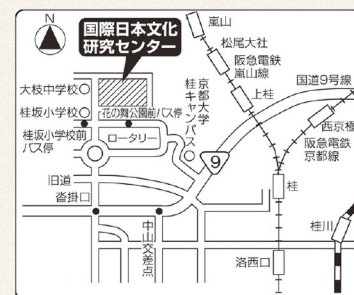 国際日本文化
研究センター
嵐山
松尾大社
阪急電鉄
嵐山線
上桂
国道9号線
西京極
阪急電鉄
京都線
大枝中学校
桂坂小学校
花の舞公園前バス停
桂坂小学校前
バス停
ロータリー
京都大学
桂キャンパス
9
旧道
沓掛口
中山交差点
桂
桂川
洛西口
N